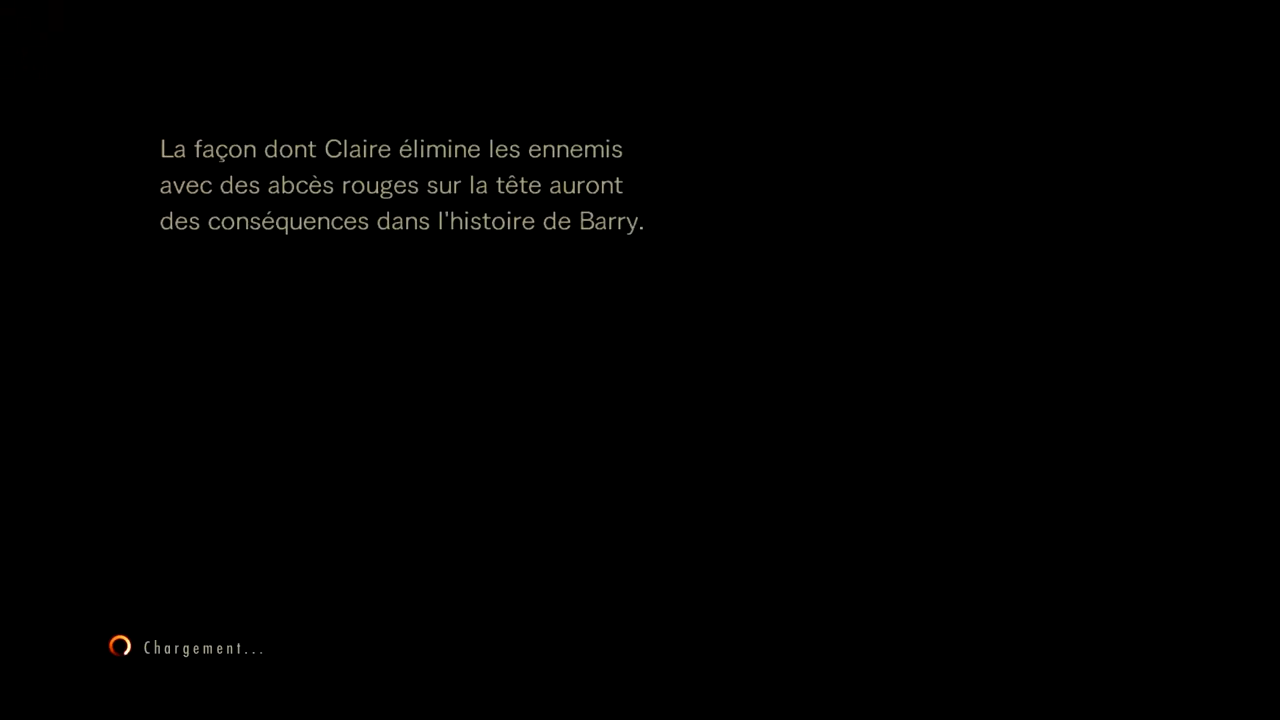 La façon dont Claire élimine les ennemis
avec des abcès rouges sur la tête auront
des conséquences dans l'histoire de Barry.
Chargement...